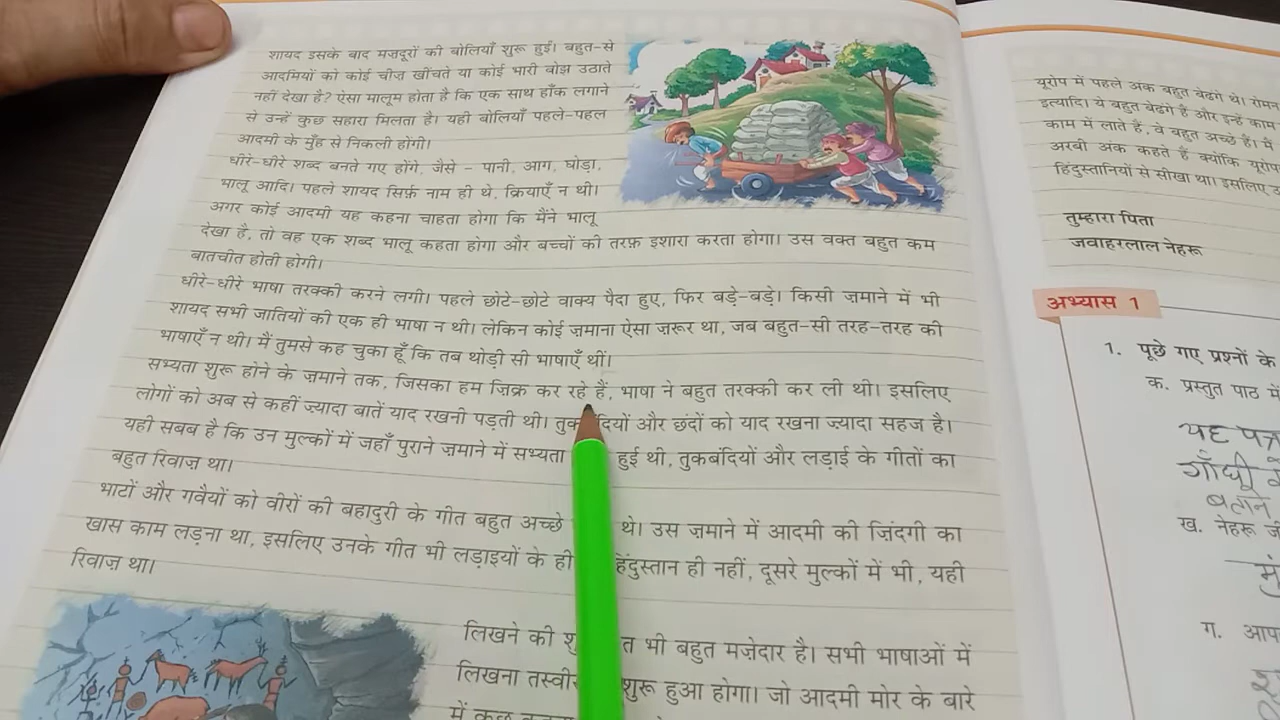 शायद इसके बाद मज़दूरों की बोलियाँ शुरू हुईं। बहुत-से
आदमियों को कोई चीज़ खींचते या कोई भारी बोझ उठाते
नहीं देखा है? ऐसा मालूम होता है कि एक साथ हाँक लगाने
से उन्हें कुछ सहारा मिलता है। यही बोलियाँ पहले-पहल
आदमी के मुँह से निकली होंगी।
धीरे-धीरे शब्द बनते गए होंगे, जैसे – पानी, आग, घोड़ा,
भालू आदि। पहले शायद सिर्फ़ नाम ही थे, क्रियाएँ न थी।
अगर कोई आदमी यह कहना चाहता होगा कि मैंने भालू
देखा है, तो वह एक शब्द भालू कहता होगा और बच्चों की तरफ़ इशारा करता होगा। उस वक्त बहुत कम
बातचीत होती होगी।
धीरे-धीरे भाषा तरक्की करने लगी। पहले छोटे-छोटे वाक्य पैदा हुए, फिर बड़े-बड़े। किसी ज़माने में भी
शायद सभी जातियों की एक ही भाषा न थी। लेकिन कोई ज़माना ऐसा ज़रूर था, जब बहुत-सी तरह-तरह की
भाषाएँ न थी। मैं तुमसे कह चुका हूँ कि तब थोड़ी सी भाषाएँ थीं।
सभ्यता शुरू होने के ज़माने तक, जिसका हम ज़िक्र कर रहे हैं, भाषा ने बहुत तरक्की कर ली थी। इसलिए
लोगों को अब से कहीं ज्यादा बातें याद रखनी पड़ती थी। और छंदों को याद रखना ज्यादा सहज है।
यही सबब है कि उन मुल्कों में जहाँ पुराने ज़माने में सभ्यता हुई थी, तुकबंदियों और लड़ाई के गीतों का
बहुत रिवाज़ था।
भाटों और गवैयों को वीरों की बहादुरी के गीत बहुत अच्छे थे। उस ज़माने में आदमी की ज़िंदगी का
खास काम लड़ना था, इसलिए उनके गीत भी लड़ाइयों के ही हिंदुस्तान ही नहीं, दूसरे मुल्कों में भी, यही
रिवाज़ था।
लिखने की भी बहुत मज़ेदार है। सभी भाषाओं में
लिखना शुरू हुआ होगा। जो आदमी मोर के बारे
में कुछ
यूरोप में पहले अंक बहुत बेढंगे थे। रोमन
इत्यादि। ये बहुत बेढंगे हैं और इन्हें काम
काम में लाते हैं, वे बहुत अच्छे हैं। मैं
अरबी अंक कहते हैं क्योंकि यूरोप
हिंदुस्तानियों से सीखा था। इसलिए
तुम्हारा पिता
जवाहरलाल नेहरू
अभ्यास 1
1. पूछे गए प्रश्नों के
क. प्रस्तुत पाठ में
यह पत्र
गाँधी
बताने
ख. नेहरू
ग.